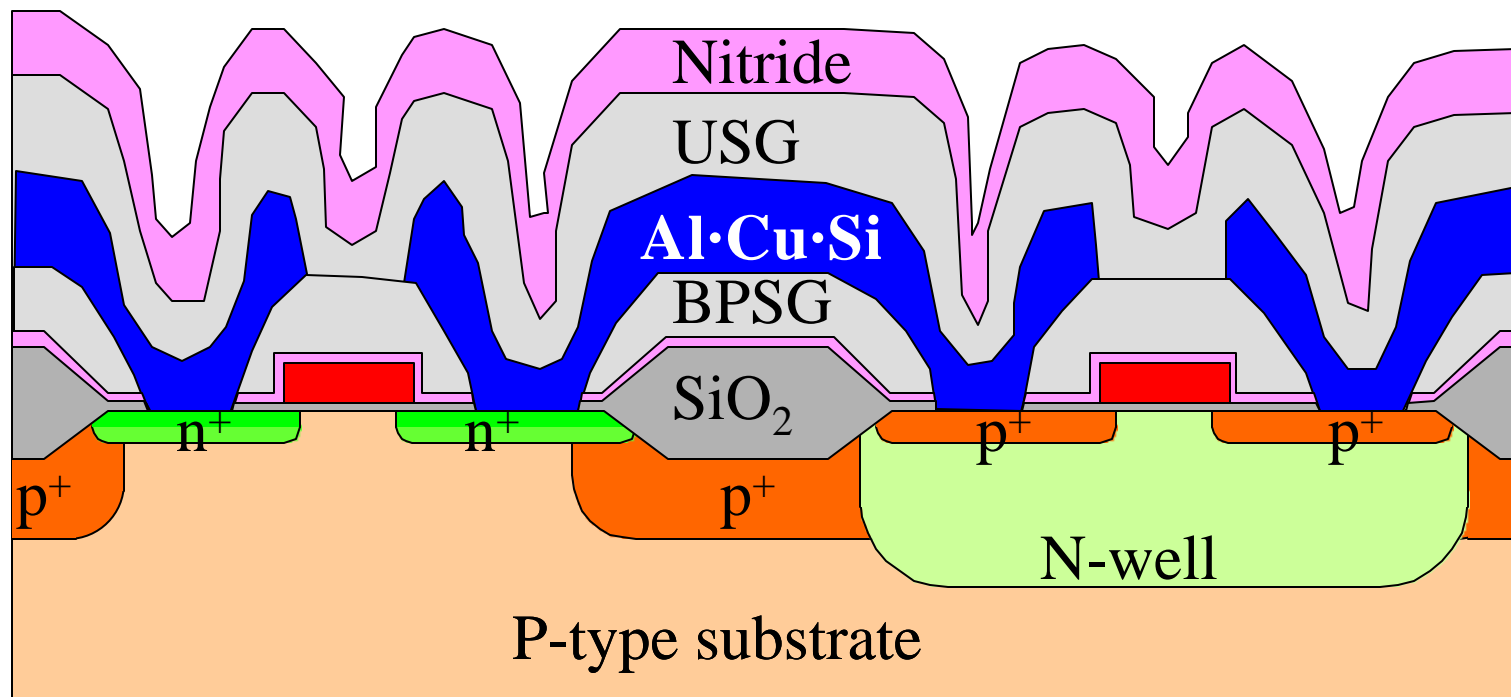 Nitride
USG
Al·Cu·Si
BPSG
SiO₂
n⁺
n⁺
p⁺
p⁺
p⁺
p⁺
N-well
P-type substrate